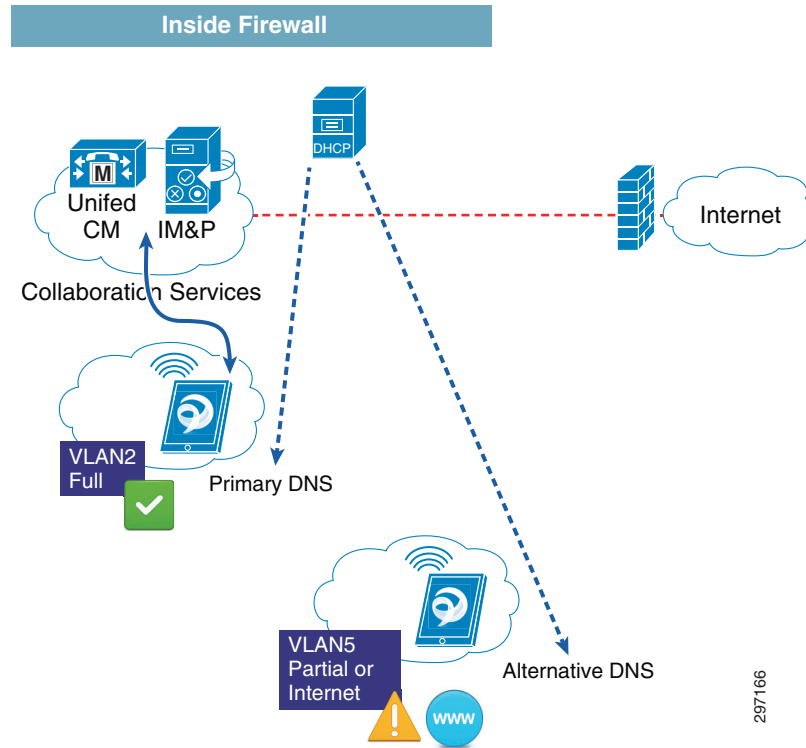 Inside Firewall
DHCP
M
Unifed
CM
IM&P
Internet
Collaboration Services
VLAN2
Full
Primary DNS
VLAN5
Partial or
Internet
Alternative DNS
www
297166